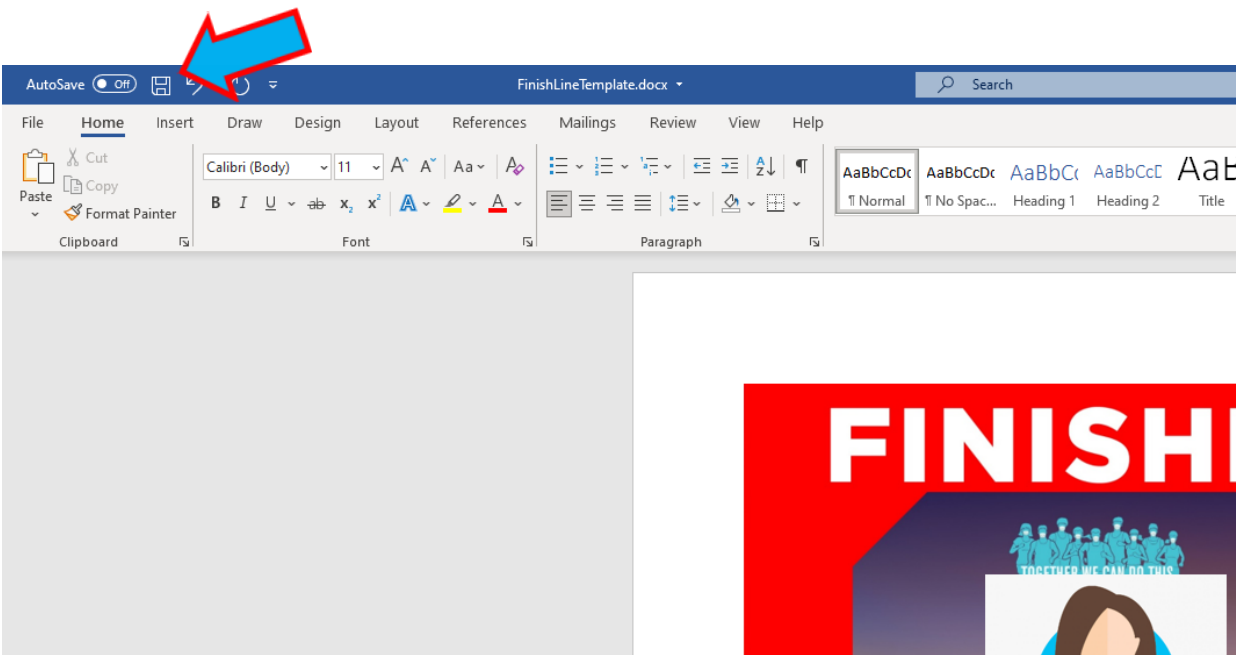 AutoSave Off FinishLineTemplate.docx Search
File Home Insert Draw Design Layout References Mailings Review View Help
Cut
Copy
Paste
Format Painter
Calibri (Body) 11 A A Aa A
B I U ab x2 x2 A A
AaBbCcDc AaBbCcDc AaBbCc AaBbCcD AaB
¶ Normal ¶ No Spac... Heading 1 Heading 2 Title
Clipboard Font Paragraph
FINISH
TOGETHER WE CAN DO THIS